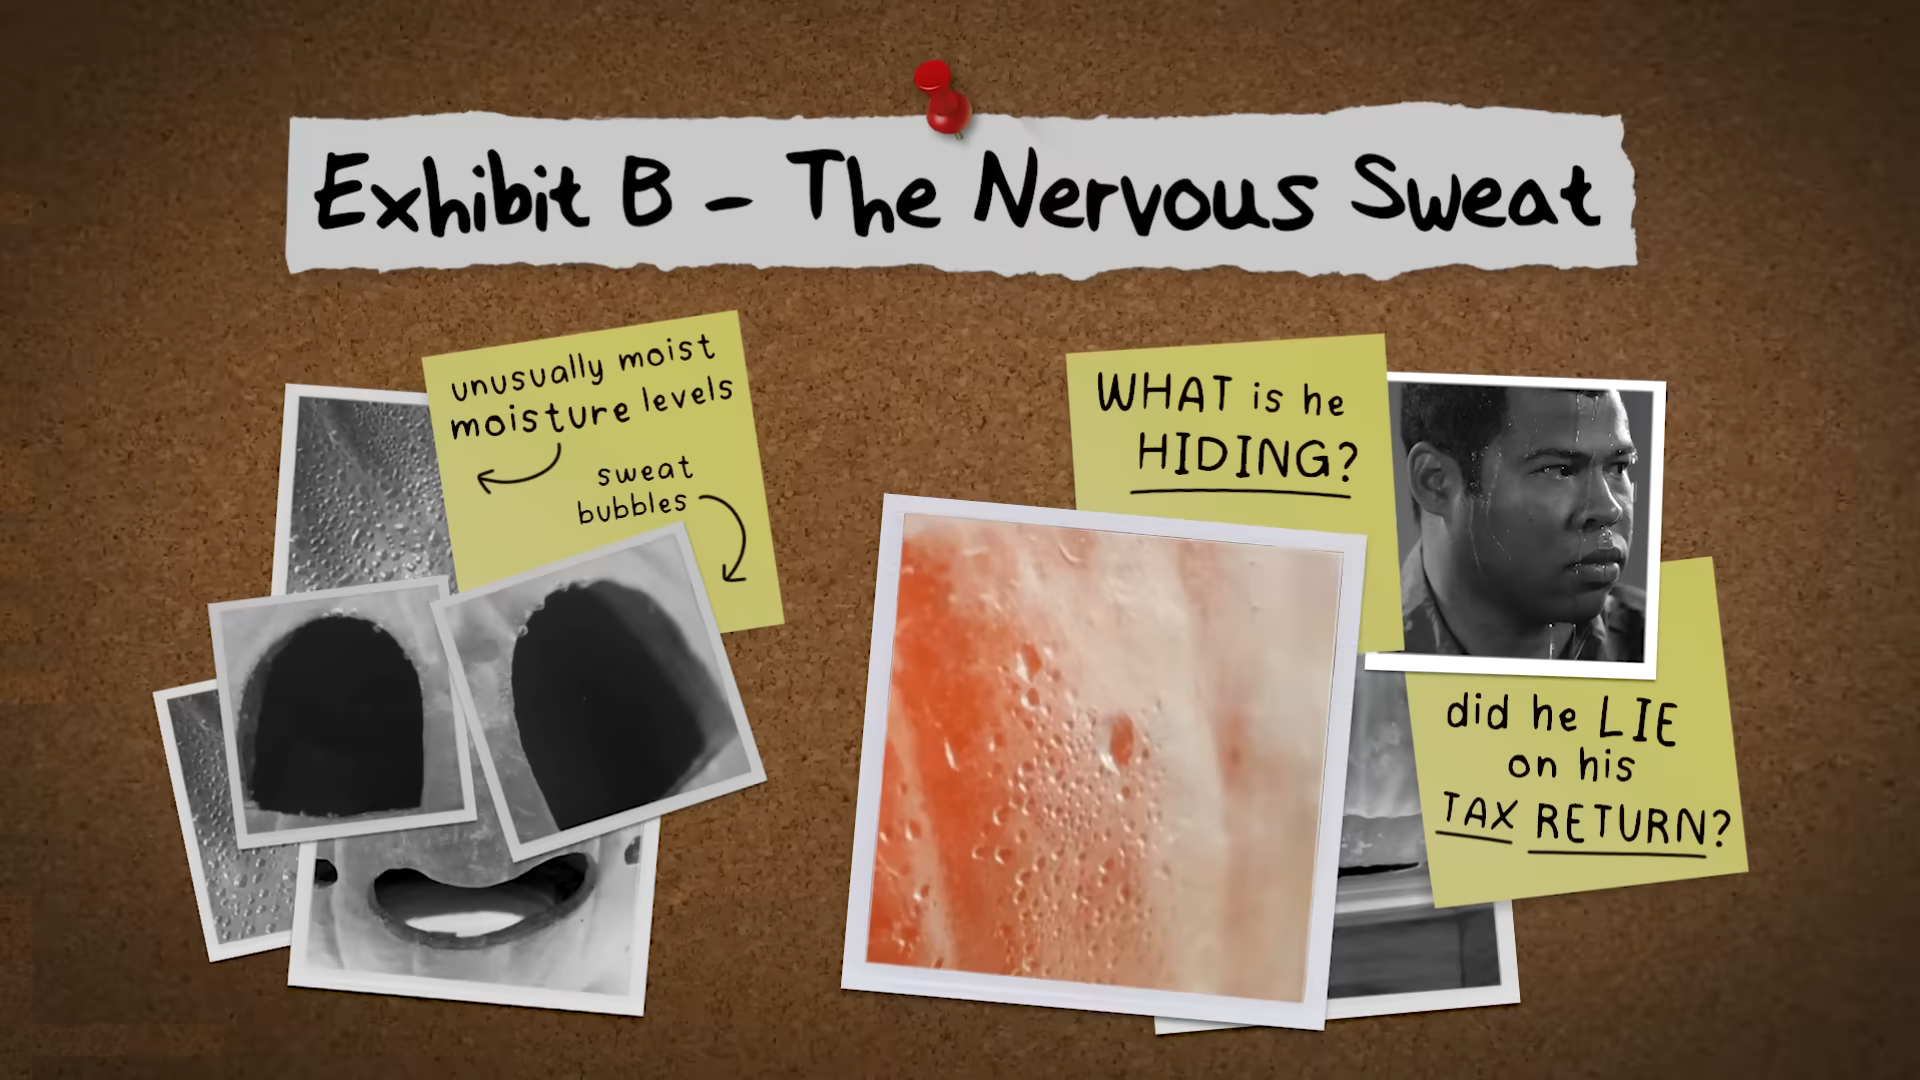 Exhibit B - The Nervous Sweat
unusually moist
moisture levels
sweat
bubbles
WHAT is he
HIDING?
did he LIE
on his
TAX RETURN?